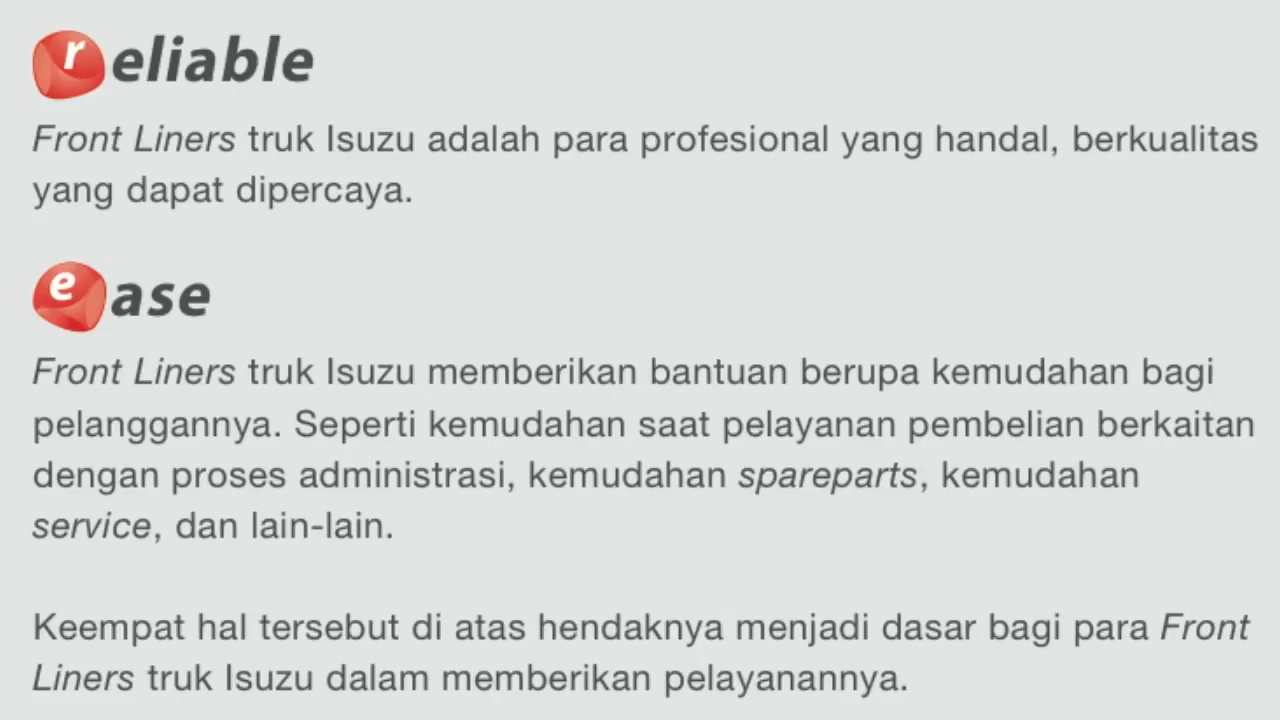 reliable
Front Liners truk Isuzu adalah para profesional yang handal, berkualitas
yang dapat dipercaya.
ease
Front Liners truk Isuzu memberikan bantuan berupa kemudahan bagi
pelanggannya. Seperti kemudahan saat pelayanan pembelian berkaitan
dengan proses administrasi, kemudahan spareparts, kemudahan
service, dan lain-lain.
Keempat hal tersebut di atas hendaknya menjadi dasar bagi para Front
Liners truk Isuzu dalam memberikan pelayanannya.